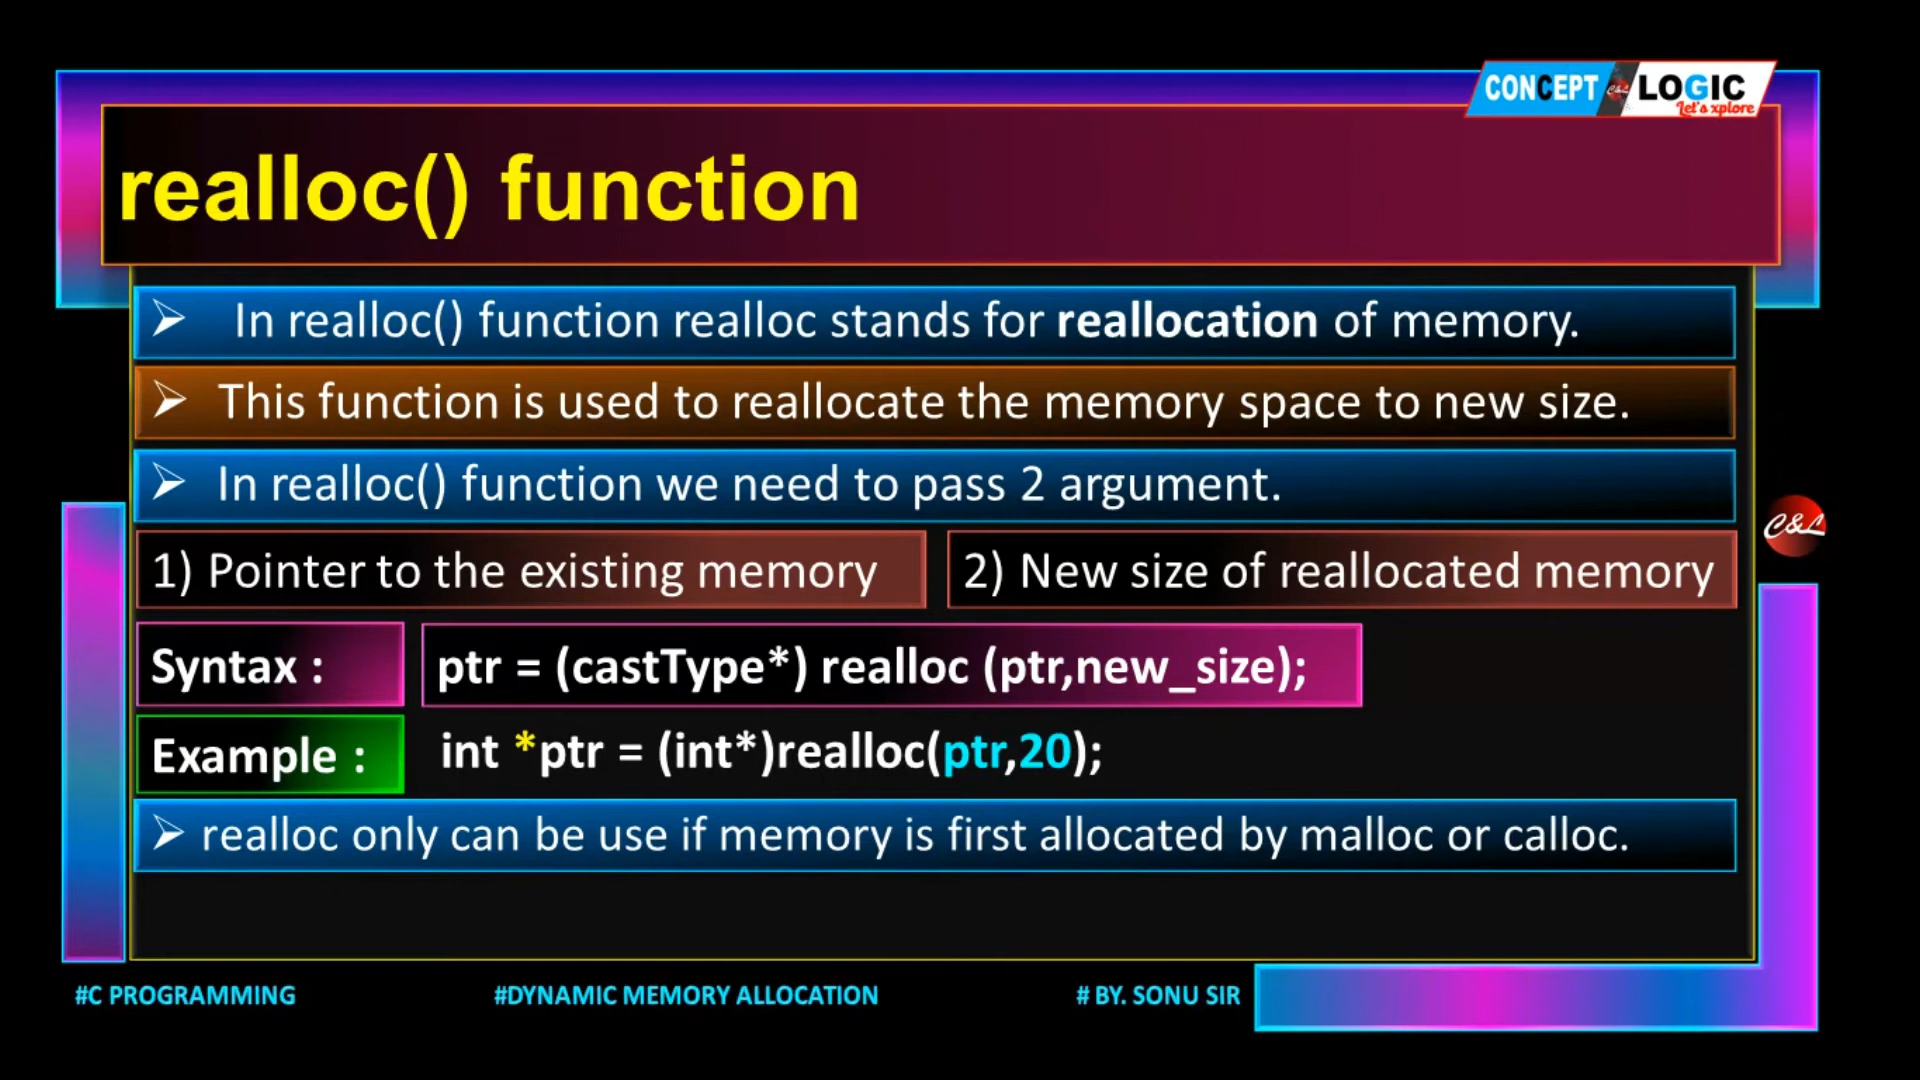 CONCEPT C&L LOGIC
Let's xplore
realloc() function
➢ In realloc() function realloc stands for reallocation of memory.
➢ This function is used to reallocate the memory space to new size.
➢ In realloc() function we need to pass 2 argument.
1) Pointer to the existing memory
2) New size of reallocated memory
C&L
Syntax :
ptr = (castType*) realloc (ptr,new_size);
Example :
int *ptr = (int*)realloc(ptr,20);
➢ realloc only can be use if memory is first allocated by malloc or calloc.
#C PROGRAMMING
#DYNAMIC MEMORY ALLOCATION
# BY. SONU SIR